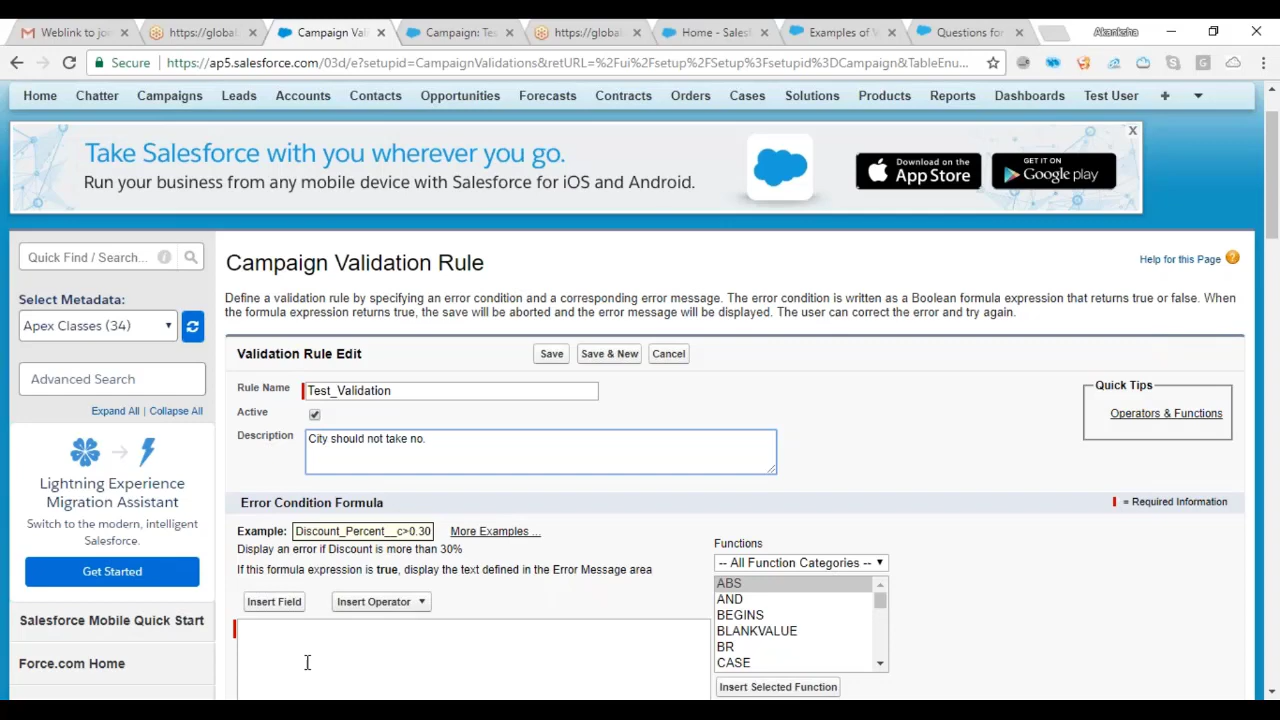 Weblink to jo
https://global
Campaign Val
Campaign: Tes
https://global
Home - Sales
Examples of V
Questions for
Akanksha
Secure
https://ap5.salesforce.com/03d/e?setupid=CampaignValidations&retURL=%2Fui%2Fsetup%2FSetup%3Fsetupid%3DCampaign&TableEnu...
Home
Chatter
Campaigns
Leads
Accounts
Contacts
Opportunities
Forecasts
Contracts
Orders
Cases
Solutions
Products
Reports
Dashboards
Test User
+
Take Salesforce with you wherever you go.
Run your business from any mobile device with Salesforce for iOS and Android.
Download on the
App Store
GET IT ON
Google play
X
Quick Find / Search...
Select Metadata:
Apex Classes (34)
Advanced Search
Expand All | Collapse All
Lightning Experience
Migration Assistant
Switch to the modern, intelligent
Salesforce.
Get Started
Salesforce Mobile Quick Start
Force.com Home
Campaign Validation Rule
Help for this Page
Define a validation rule by specifying an error condition and a corresponding error message. The error condition is written as a Boolean formula expression that returns true or false. When
the formula expression returns true, the save will be aborted and the error message will be displayed. The user can correct the error and try again.
Validation Rule Edit
Save
Save & New
Cancel
Rule Name
Test_Validation
Active
Description
City should not take no.
Quick Tips
Operators & Functions
Error Condition Formula
= Required Information
Example:
Discount_Percent__c>0.30
More Examples ...
Display an error if Discount is more than 30%
If this formula expression is true, display the text defined in the Error Message area
Insert Field
Insert Operator
Functions
-- All Function Categories --
ABS
AND
BEGINS
BLANKVALUE
BR
CASE
Insert Selected Function